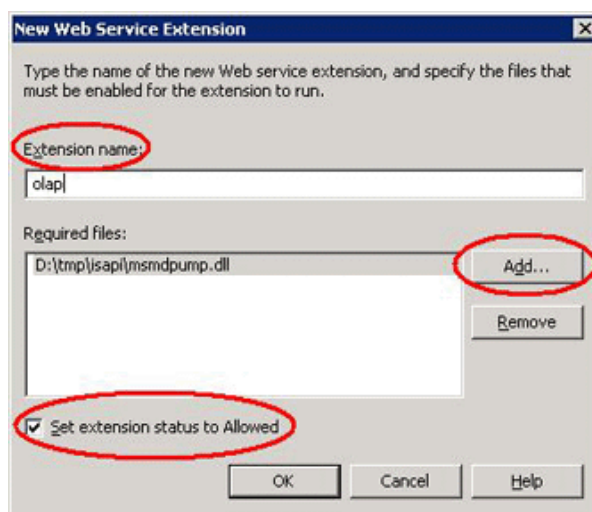 New Web Service Extension
Type the name of the new Web service extension, and specify the files that
must be enabled for the extension to run.
Extension name:
olap
Required files:
D:\tmp\isapi\msmdpump.dll
Add...
Remove
Set extension status to Allowed
OK
Cancel
Help